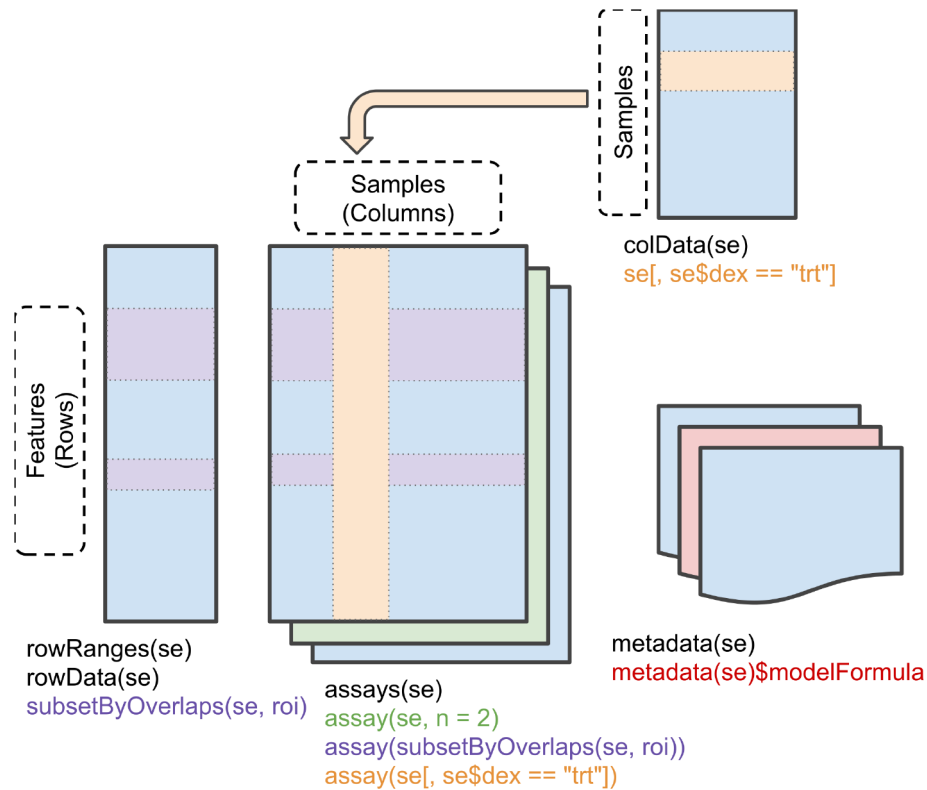 Samples
Samples
(Columns)
colData(se)
se[, se$dex == "trt"]
Features
(Rows)
rowRanges(se)
rowData(se)
subsetByOverlaps(se, roi)
assays(se)
assay(se, n = 2)
assay(subsetByOverlaps(se, roi))
assay(se[, se$dex == "trt"])
metadata(se)
metadata(se)$modelFormula